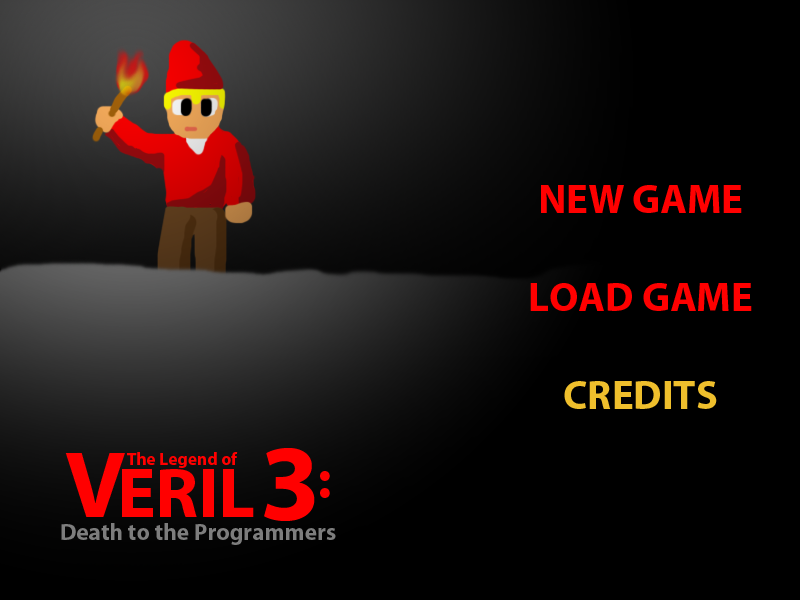 NEW GAME
LOAD GAME
CREDITS
The Legend of
VERIL 3:
Death to the Programmers